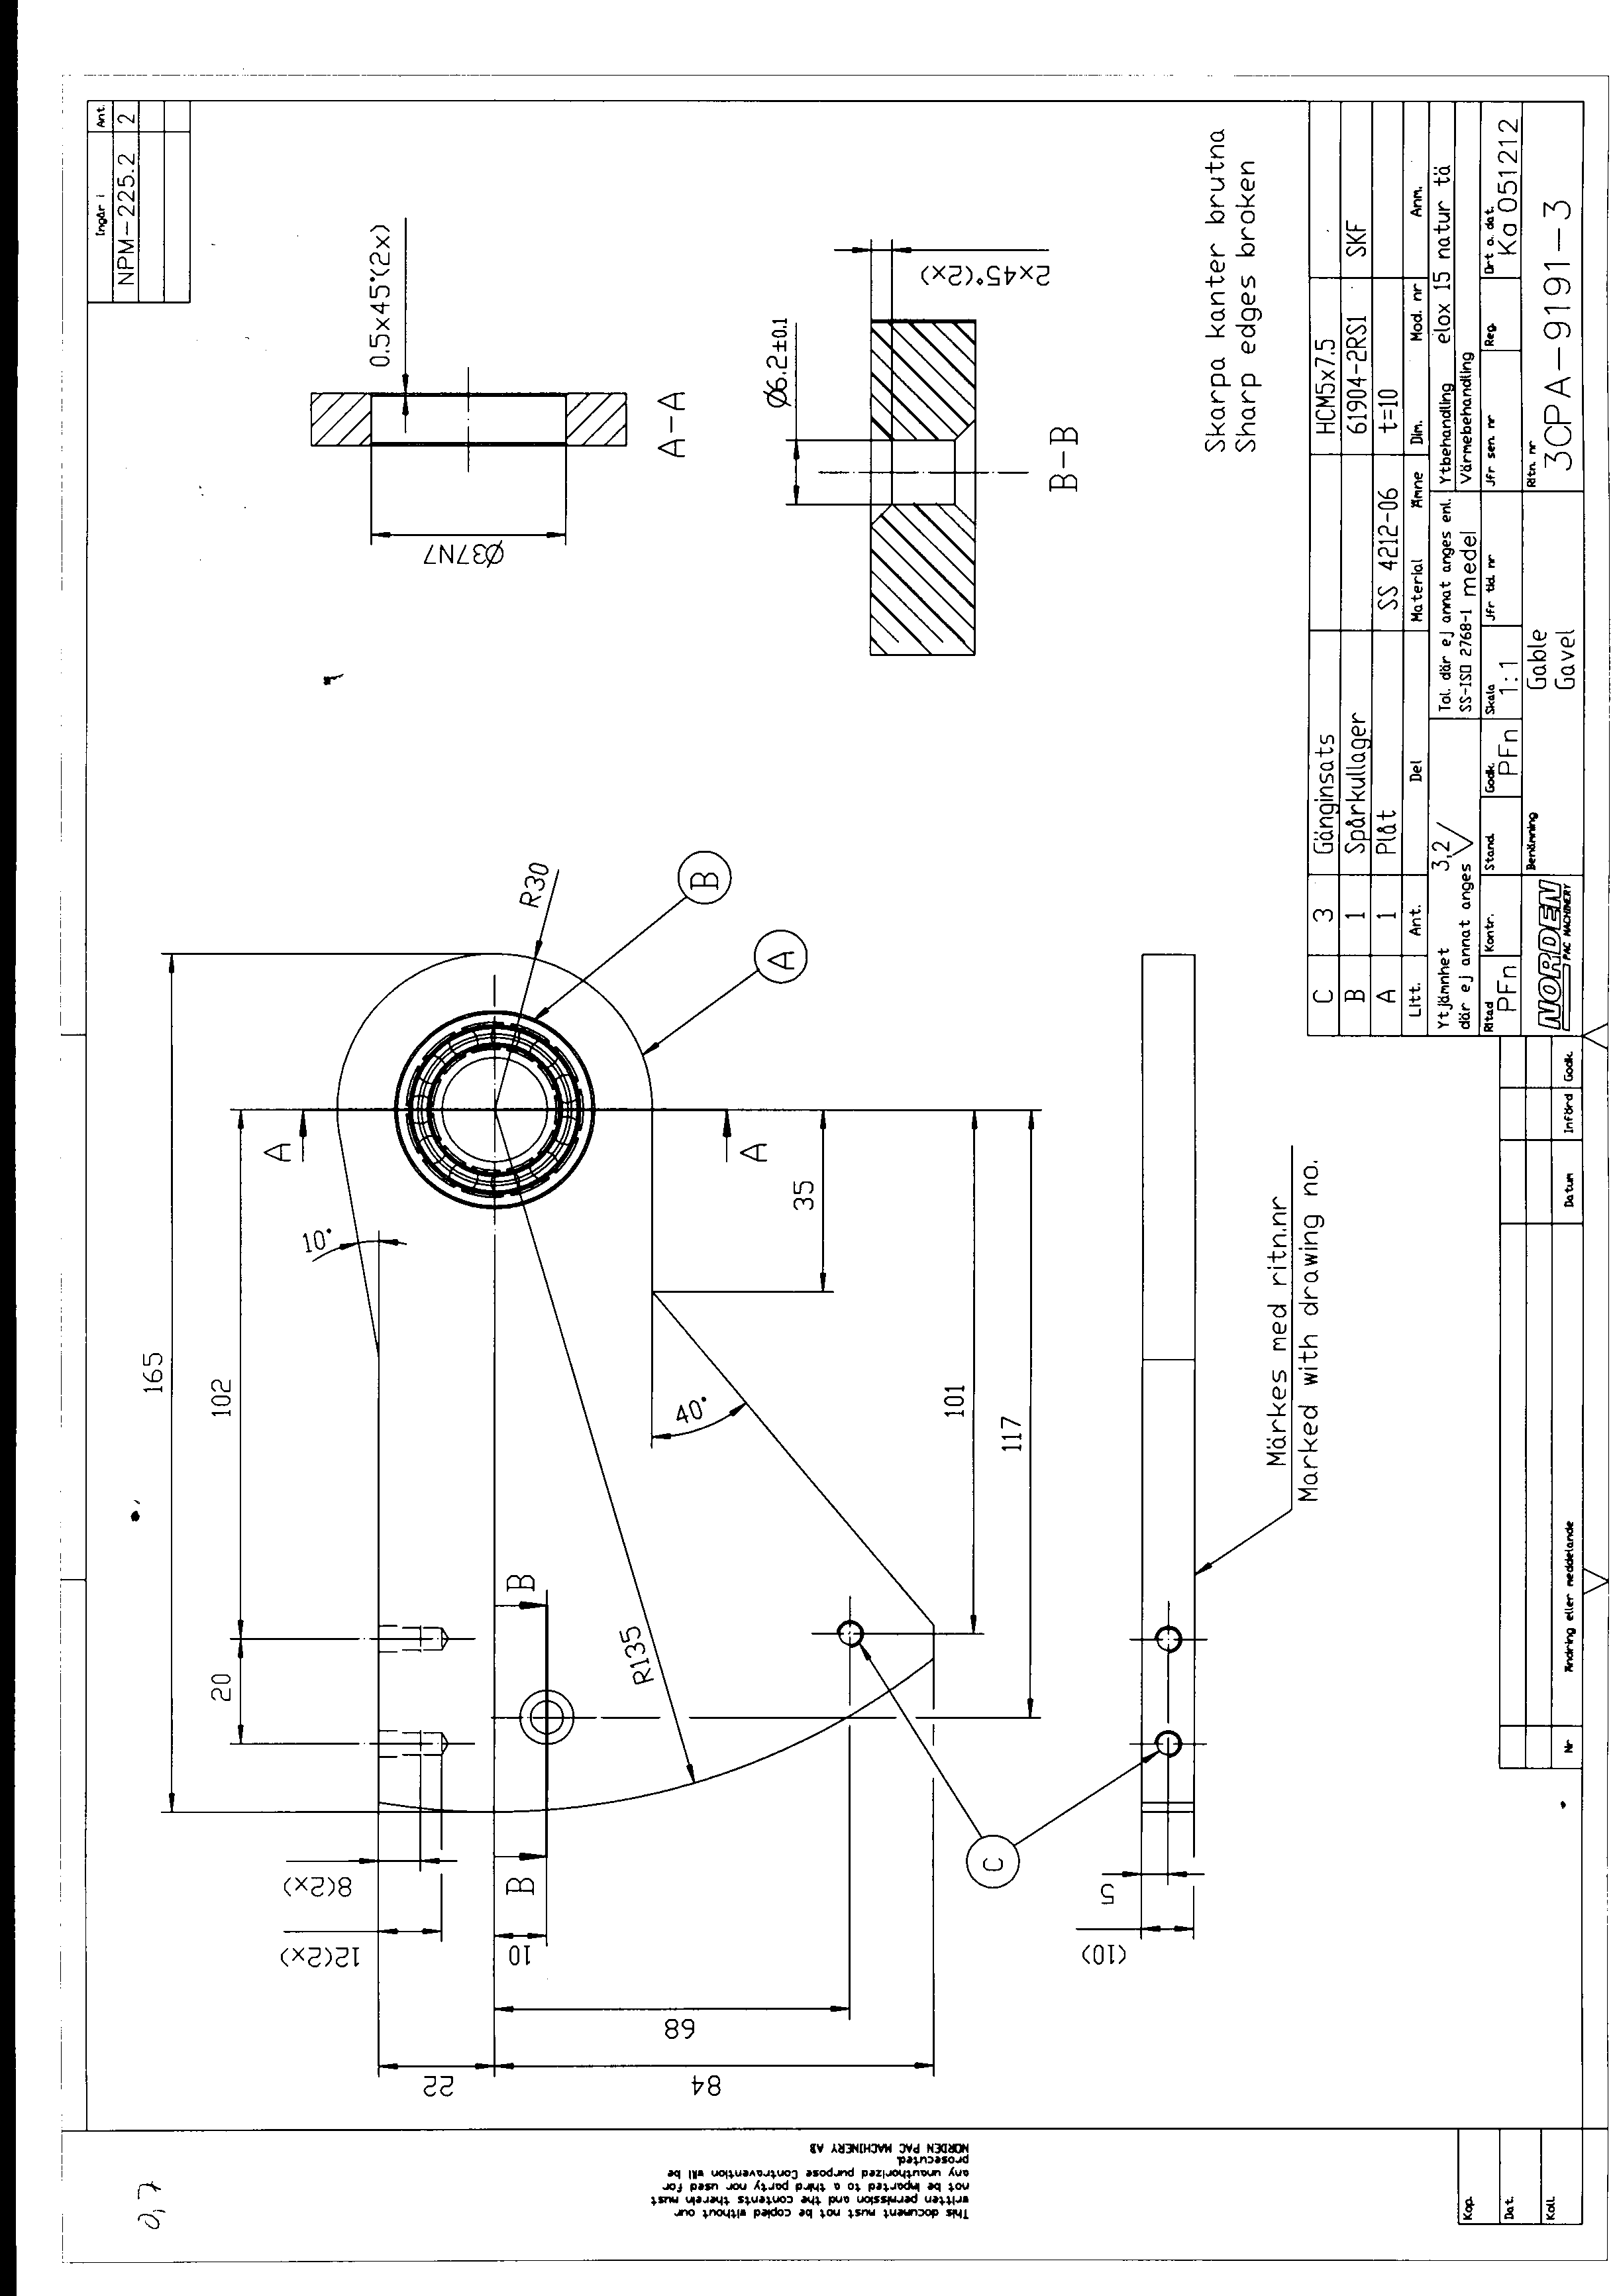 Ingår i
Ant.
NPM-225.2
2
165
102
20
10°
8(2x)
12(2x)
22
10
68
84
A
A
B
B
R30
R135
B
A
C
35
40°
101
117
0.5x45°(2x)
Ø37N7
A-A
Ø6.2±0.1
2x45°(2x)
B-B
5
(10)
Märkes med ritn.nr
Marked with drawing no.
Skarpa kanter brutna
Sharp edges broken
C 3 Gänginsats HCM5x7.5
B 1 Spårkullager 61904-2RS1 SKF
A 1 Plåt SS 4212-06 t=10
Litt. Ant. Del Material Ämne Dim. Mod. nr Anm.
Ytjämnhet
där ej annat anges
3,2
Tol. där ej annat anges enl.
SS-ISO 2768-1 medel
Ytbehandling elox 15 natur tä
Värmebehandling
Ritad
PFn
Kontr.
Stand.
Godk.
PFn
Skala
1:1
Jfr tid. nr
Jfr sen. nr
Reg.
Ort o. dat.
Ka 051212
NORDEN
PAC MACHINERY
Benämning
Gable
Gavel
Ritn. nr
3CPA-9191-3
Nr Ändring eller meddelande Datum Införd Godk.
This document must not be copied without our
written permission and the contents therein must
not be imparted to a third party nor used for
any unauthorized purpose Contravention will be
prosecuted.
NORDEN PAC MACHINERY AB
Kop.
Dat.
Koll.